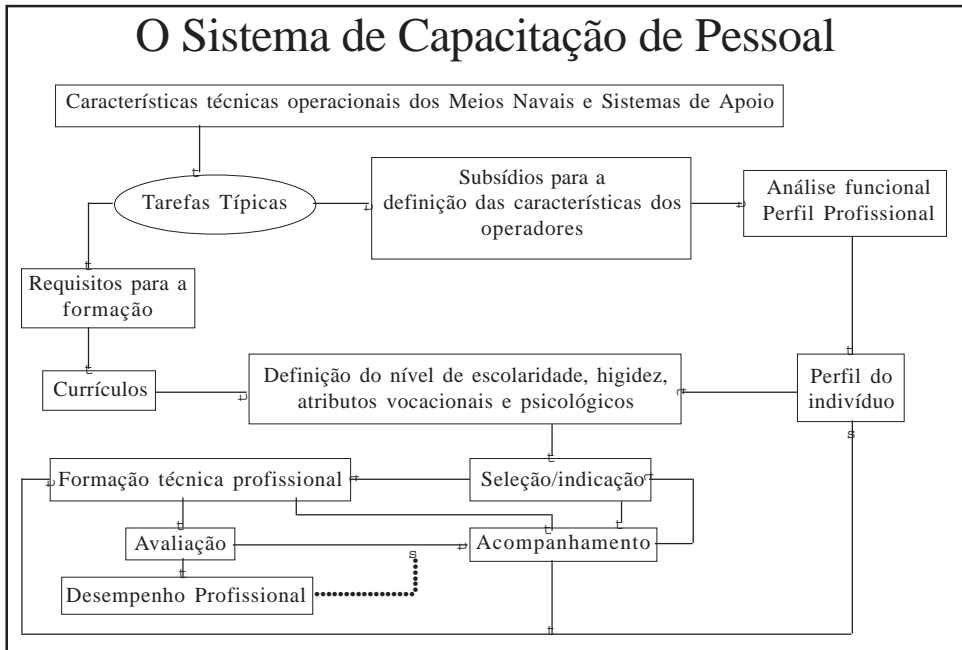 O Sistema de Capacitação de Pessoal
Características técnicas operacionais dos Meios Navais e Sistemas de Apoio
Tarefas Típicas
Subsídios para a
definição das características dos
operadores
Análise funcional
Perfil Profissional
Requisitos para a
formação
Currículos
Definição do nível de escolaridade, higidez,
atributos vocacionais e psicológicos
Perfil do
indivíduo
Formação técnica profissional
Seleção/indicação
Avaliação
Acompanhamento
Desempenho Profissional